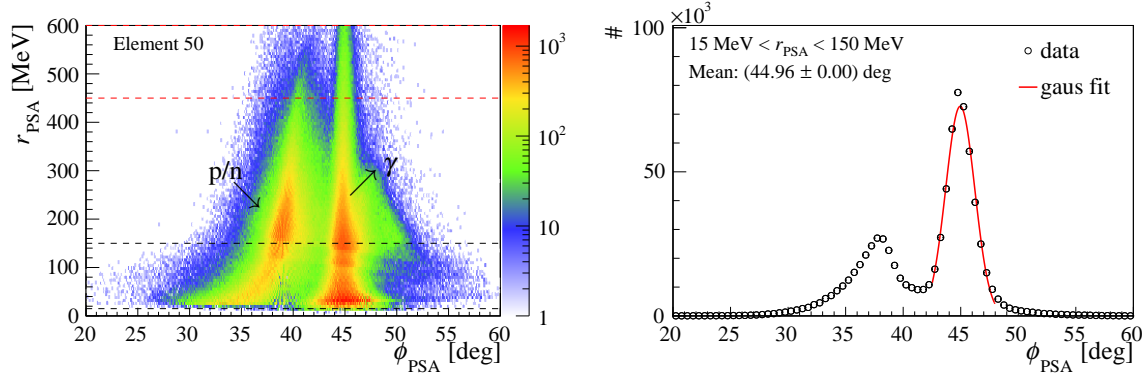 Element 50
r_PSA [MeV]
600
500
400
300
200
100
0
p/n
γ
20 25 30 35 40 45 50 55 60
ϕ_PSA [deg]
10^3
10^2
10
1
×10^3
#
100
50
0
15 MeV < r_PSA < 150 MeV
Mean: (44.96 ± 0.00) deg
data
gaus fit
20 25 30 35 40 45 50 55 60
ϕ_PSA [deg]